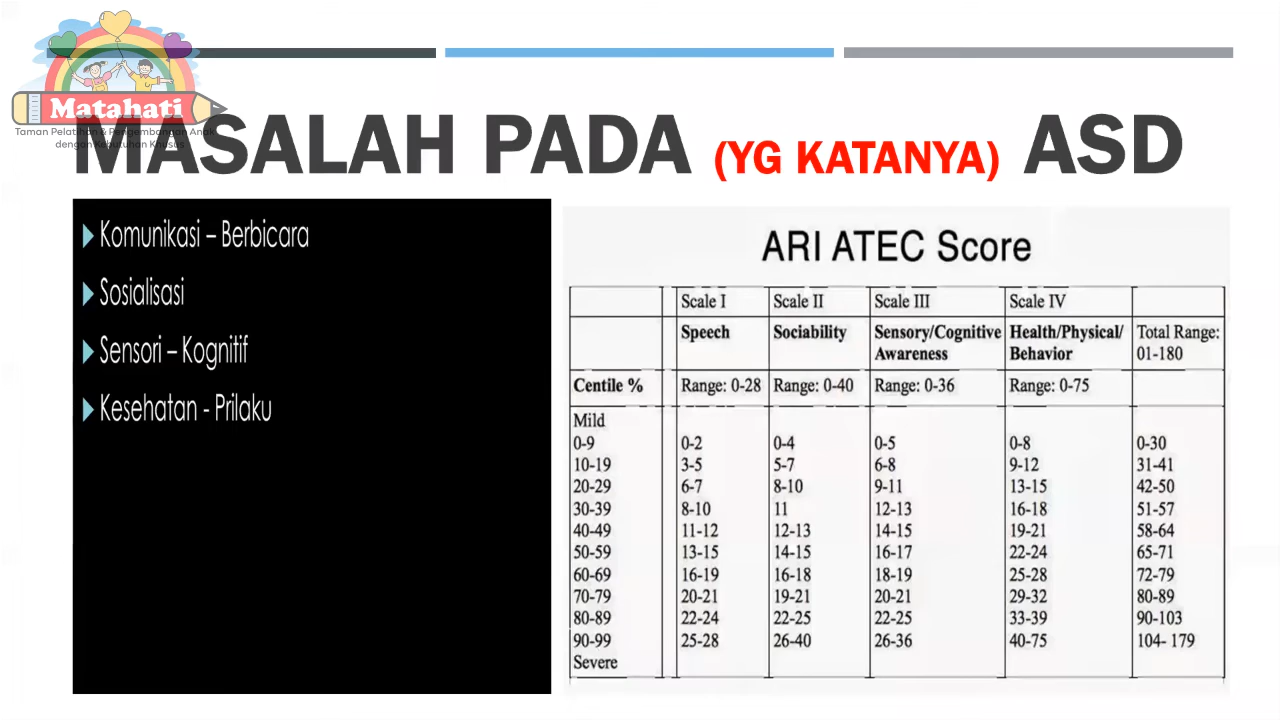 Matahati
Taman Pelatihan & Pengembangan Anak
dengan Kebutuhan Khusus
MASALAH PADA (YG KATANYA) ASD
Komunikasi – Berbicara
Sosialisasi
Sensori – Kognitif
Kesehatan - Prilaku
ARI ATEC Score
Scale I Scale II Scale III Scale IV
Speech Sociability Sensory/Cognitive Awareness Health/Physical/ Behavior Total Range: 01-180
Centile % Range: 0-28 Range: 0-40 Range: 0-36 Range: 0-75
Mild
0-9 0-2 0-4 0-5 0-8 0-30
10-19 3-5 5-7 6-8 9-12 31-41
20-29 6-7 8-10 9-11 13-15 42-50
30-39 8-10 11 12-13 16-18 51-57
40-49 11-12 12-13 14-15 19-21 58-64
50-59 13-15 14-15 16-17 22-24 65-71
60-69 16-19 16-18 18-19 25-28 72-79
70-79 20-21 19-21 20-21 29-32 80-89
80-89 22-24 22-25 22-25 33-39 90-103
90-99 25-28 26-40 26-36 40-75 104- 179
Severe